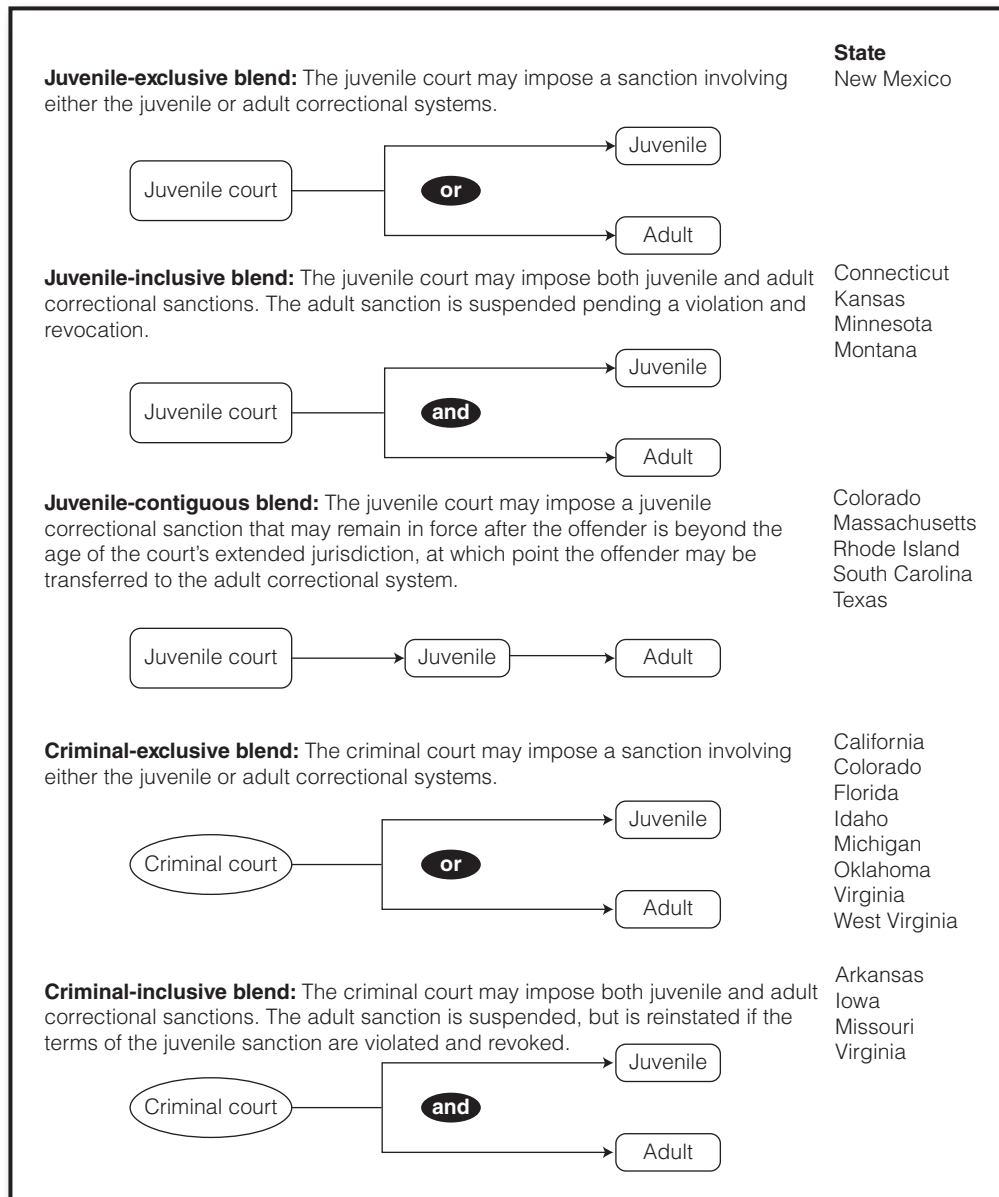 State
Juvenile-exclusive blend: The juvenile court may impose a sanction involving
either the juvenile or adult correctional systems.
New Mexico
Juvenile
Juvenile court
or
Adult
Juvenile-inclusive blend: The juvenile court may impose both juvenile and adult
correctional sanctions. The adult sanction is suspended pending a violation and
revocation.
Connecticut
Kansas
Minnesota
Montana
Juvenile
Juvenile court
and
Adult
Juvenile-contiguous blend: The juvenile court may impose a juvenile
correctional sanction that may remain in force after the offender is beyond the
age of the court's extended jurisdiction, at which point the offender may be
transferred to the adult correctional system.
Colorado
Massachusetts
Rhode Island
South Carolina
Texas
Juvenile court
Juvenile
Adult
Criminal-exclusive blend: The criminal court may impose a sanction involving
either the juvenile or adult correctional systems.
California
Colorado
Florida
Idaho
Michigan
Oklahoma
Virginia
West Virginia
Juvenile
Criminal court
or
Adult
Criminal-inclusive blend: The criminal court may impose both juvenile and adult
correctional sanctions. The adult sanction is suspended, but is reinstated if the
terms of the juvenile sanction are violated and revoked.
Arkansas
Iowa
Missouri
Virginia
Juvenile
Criminal court
and
Adult